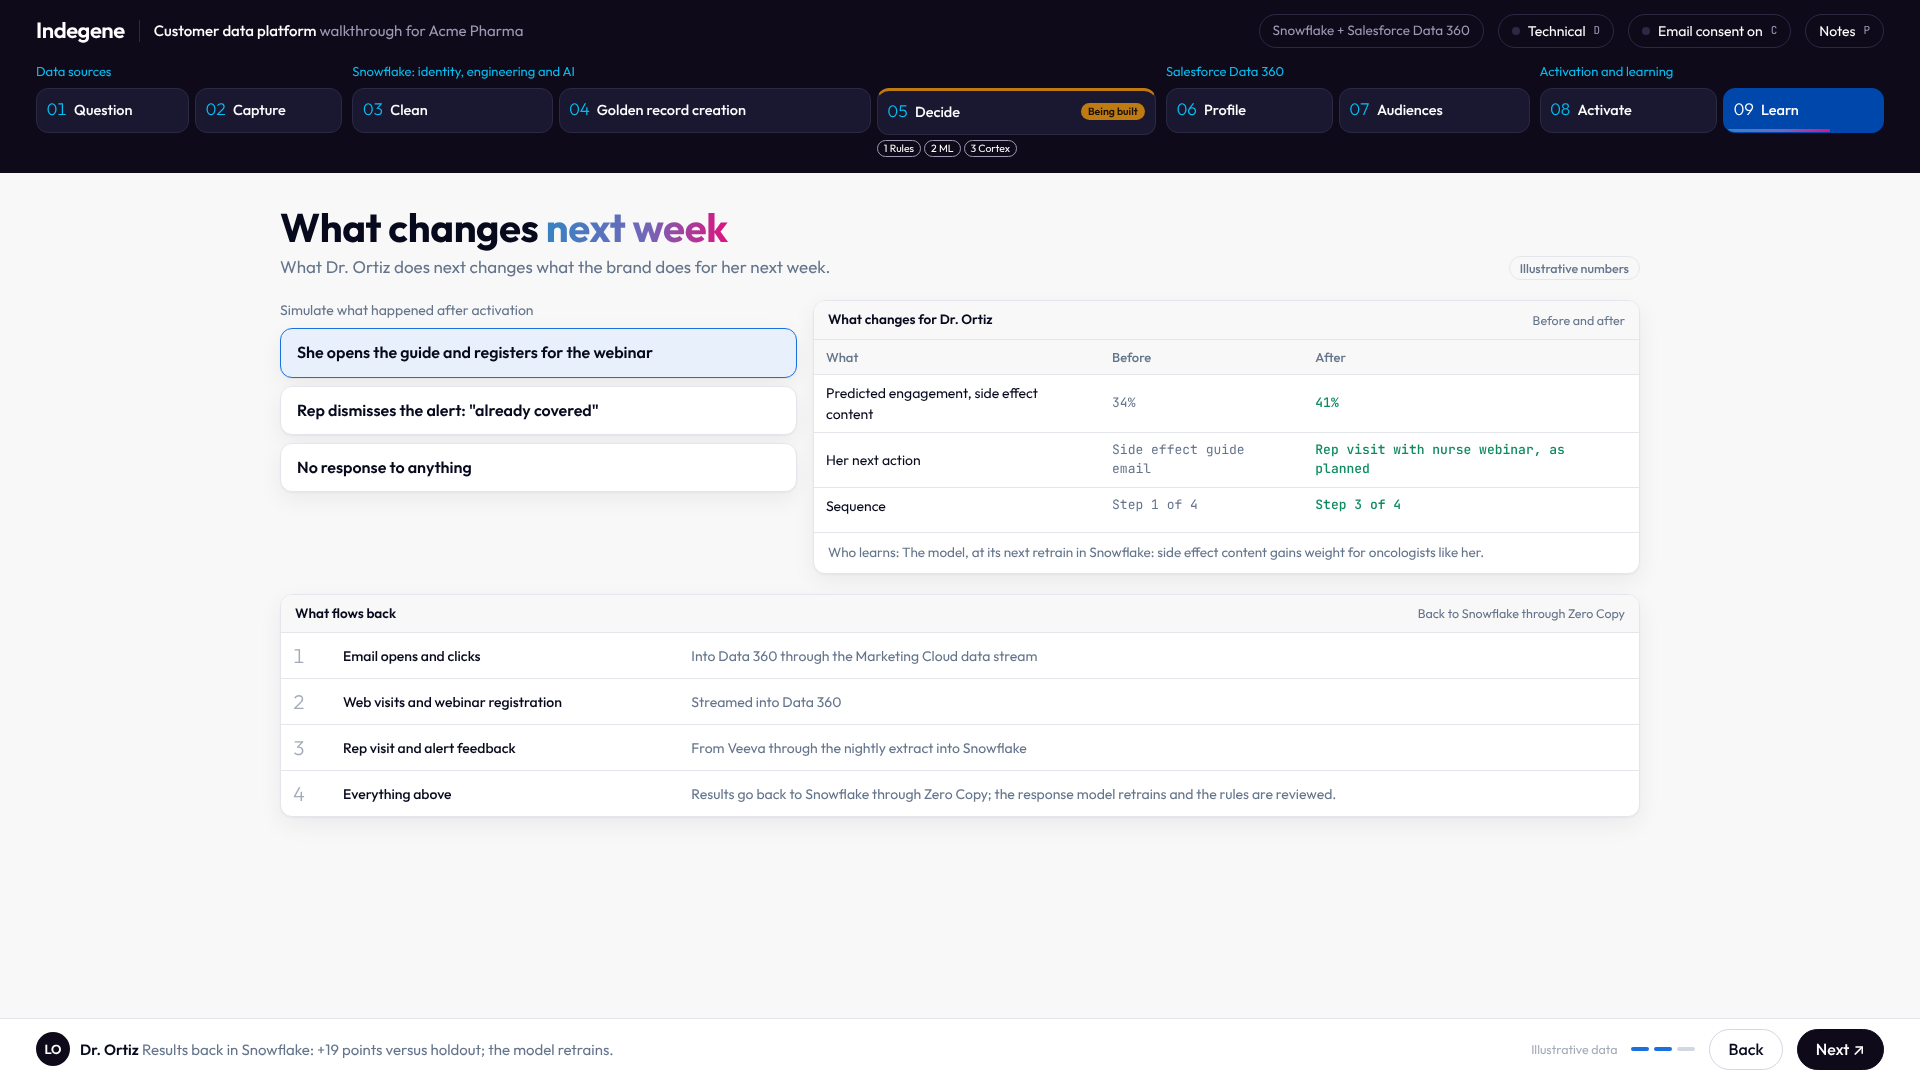 Indegene
Customer data platform walkthrough for Acme Pharma
Snowflake + Salesforce Data 360
Technical D
Email consent on C
Notes P
Data sources
Snowflake: identity, engineering and AI
Salesforce Data 360
Activation and learning
01 Question
02 Capture
03 Clean
04 Golden record creation
05 Decide
Being built
06 Profile
07 Audiences
08 Activate
09 Learn
1 Rules
2 ML
3 Cortex
What changes next week
What Dr. Ortiz does next changes what the brand does for her next week.
Illustrative numbers
Simulate what happened after activation
She opens the guide and registers for the webinar
Rep dismisses the alert: "already covered"
No response to anything
What changes for Dr. Ortiz
Before and after
What
Before
After
Predicted engagement, side effect
content
34%
41%
Her next action
Side effect guide
email
Rep visit with nurse webinar, as
planned
Sequence
Step 1 of 4
Step 3 of 4
Who learns: The model, at its next retrain in Snowflake: side effect content gains weight for oncologists like her.
What flows back
Back to Snowflake through Zero Copy
1 Email opens and clicks
Into Data 360 through the Marketing Cloud data stream
2 Web visits and webinar registration
Streamed into Data 360
3 Rep visit and alert feedback
From Veeva through the nightly extract into Snowflake
4 Everything above
Results go back to Snowflake through Zero Copy; the response model retrains and the rules are reviewed.
LO
Dr. Ortiz Results back in Snowflake: +19 points versus holdout; the model retrains.
Illustrative data
Back
Next ↗